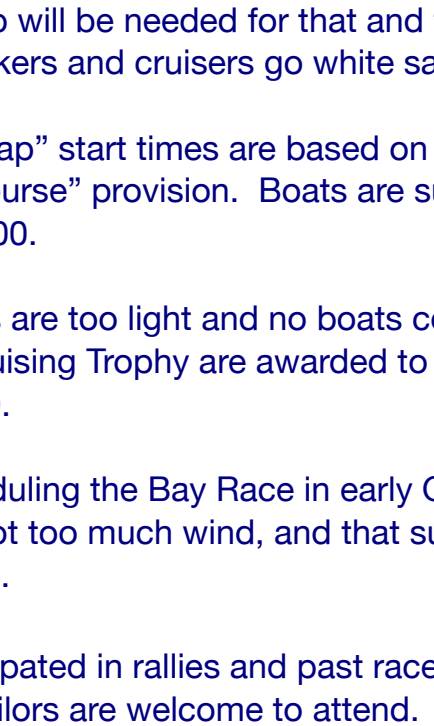 will be needed for that and
kers and cruisers go white sa
ap” start times are based on
urse” provision. Boats are su
00.
are too light and no boats co
uising Trophy are awarded to
.
duling the Bay Race in early
ot too much wind, and that su
.
pated in rallies and past race
ilors are welcome to attend.